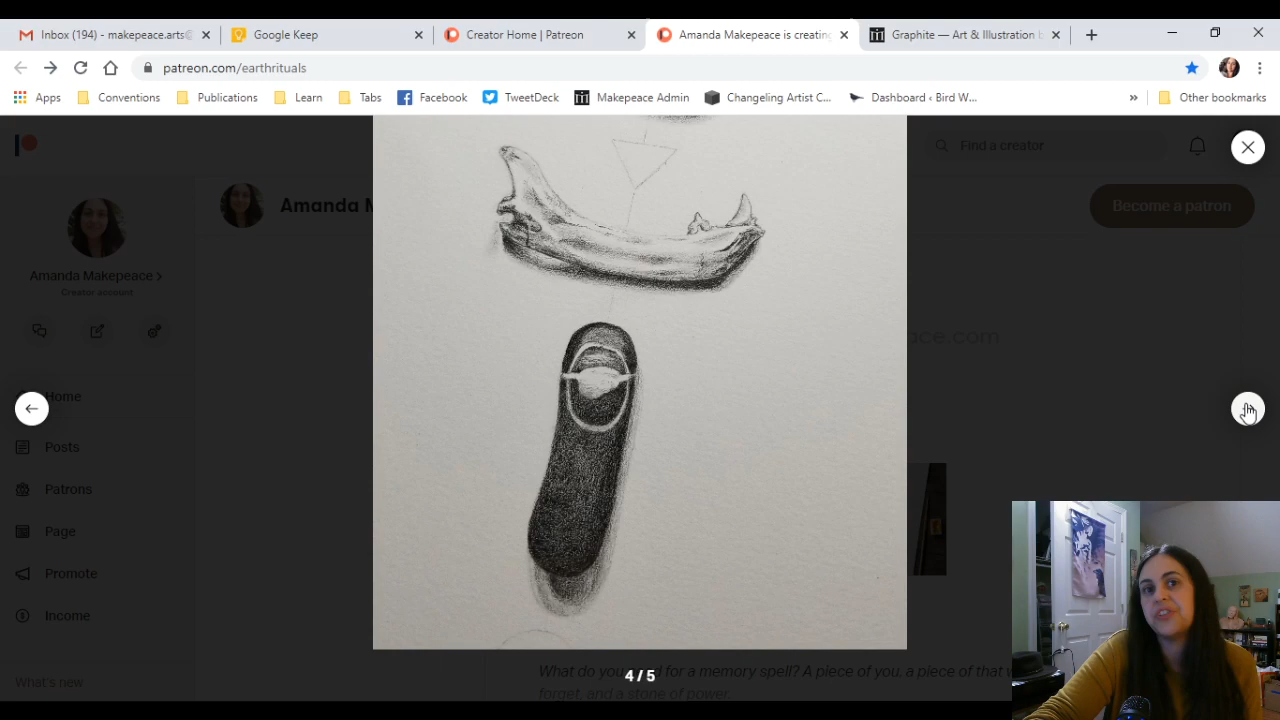 Inbox (194) - makepeace.arts@
Google Keep
Creator Home | Patreon
Amanda Makepeace is creating
Graphite — Art & Illustration b
patreon.com/earthrituals
Apps
Conventions
Publications
Learn
Tabs
Facebook
TweetDeck
Makepeace Admin
Changeling Artist C...
Dashboard ‹ Bird W...
»
Other bookmarks
Find a creator
Amanda M
Become a patron
Amanda Makepeace
Creator account
ce.com
Home
Posts
Patrons
Page
Promote
Income
What's new
What do you need for a memory spell? A piece of you, a piece of that w
4 / 5
forget, and a stone of power.